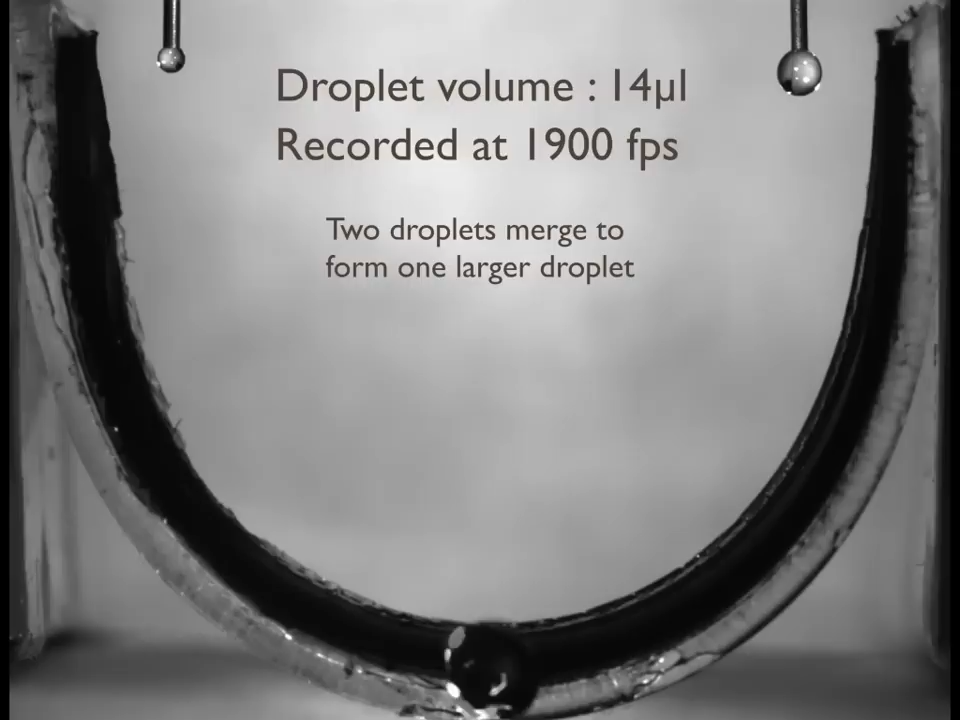 Droplet volume : 14µl
Recorded at 1900 fps
Two droplets merge to
form one larger droplet